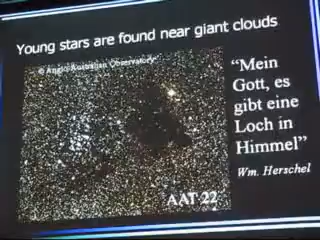 Young stars are found near giant clouds
© Anglo-Australian Observatory
"Mein
Gott, es
gibt eine
Loch in
Himmel"
Wm. Herschel
AAT 22